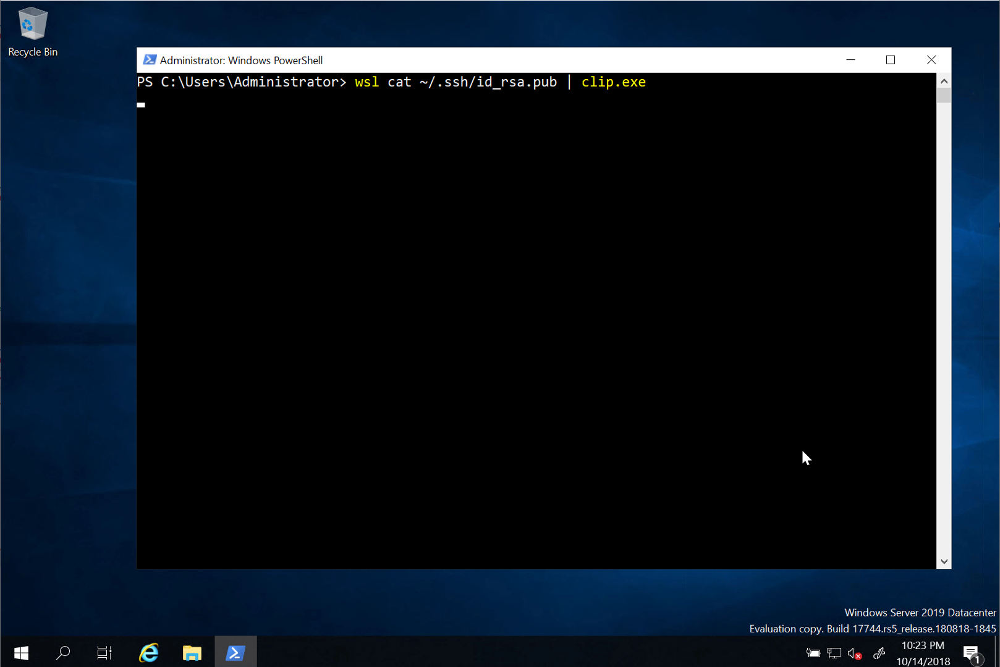 Recycle Bin
Administrator: Windows PowerShell
PS C:\Users\Administrator> wsl cat ~/.ssh/id_rsa.pub | clip.exe
Windows Server 2019 Datacenter
Evaluation copy. Build 17744.rs5_release.180818-1845
10:23 PM
10/14/2018
1